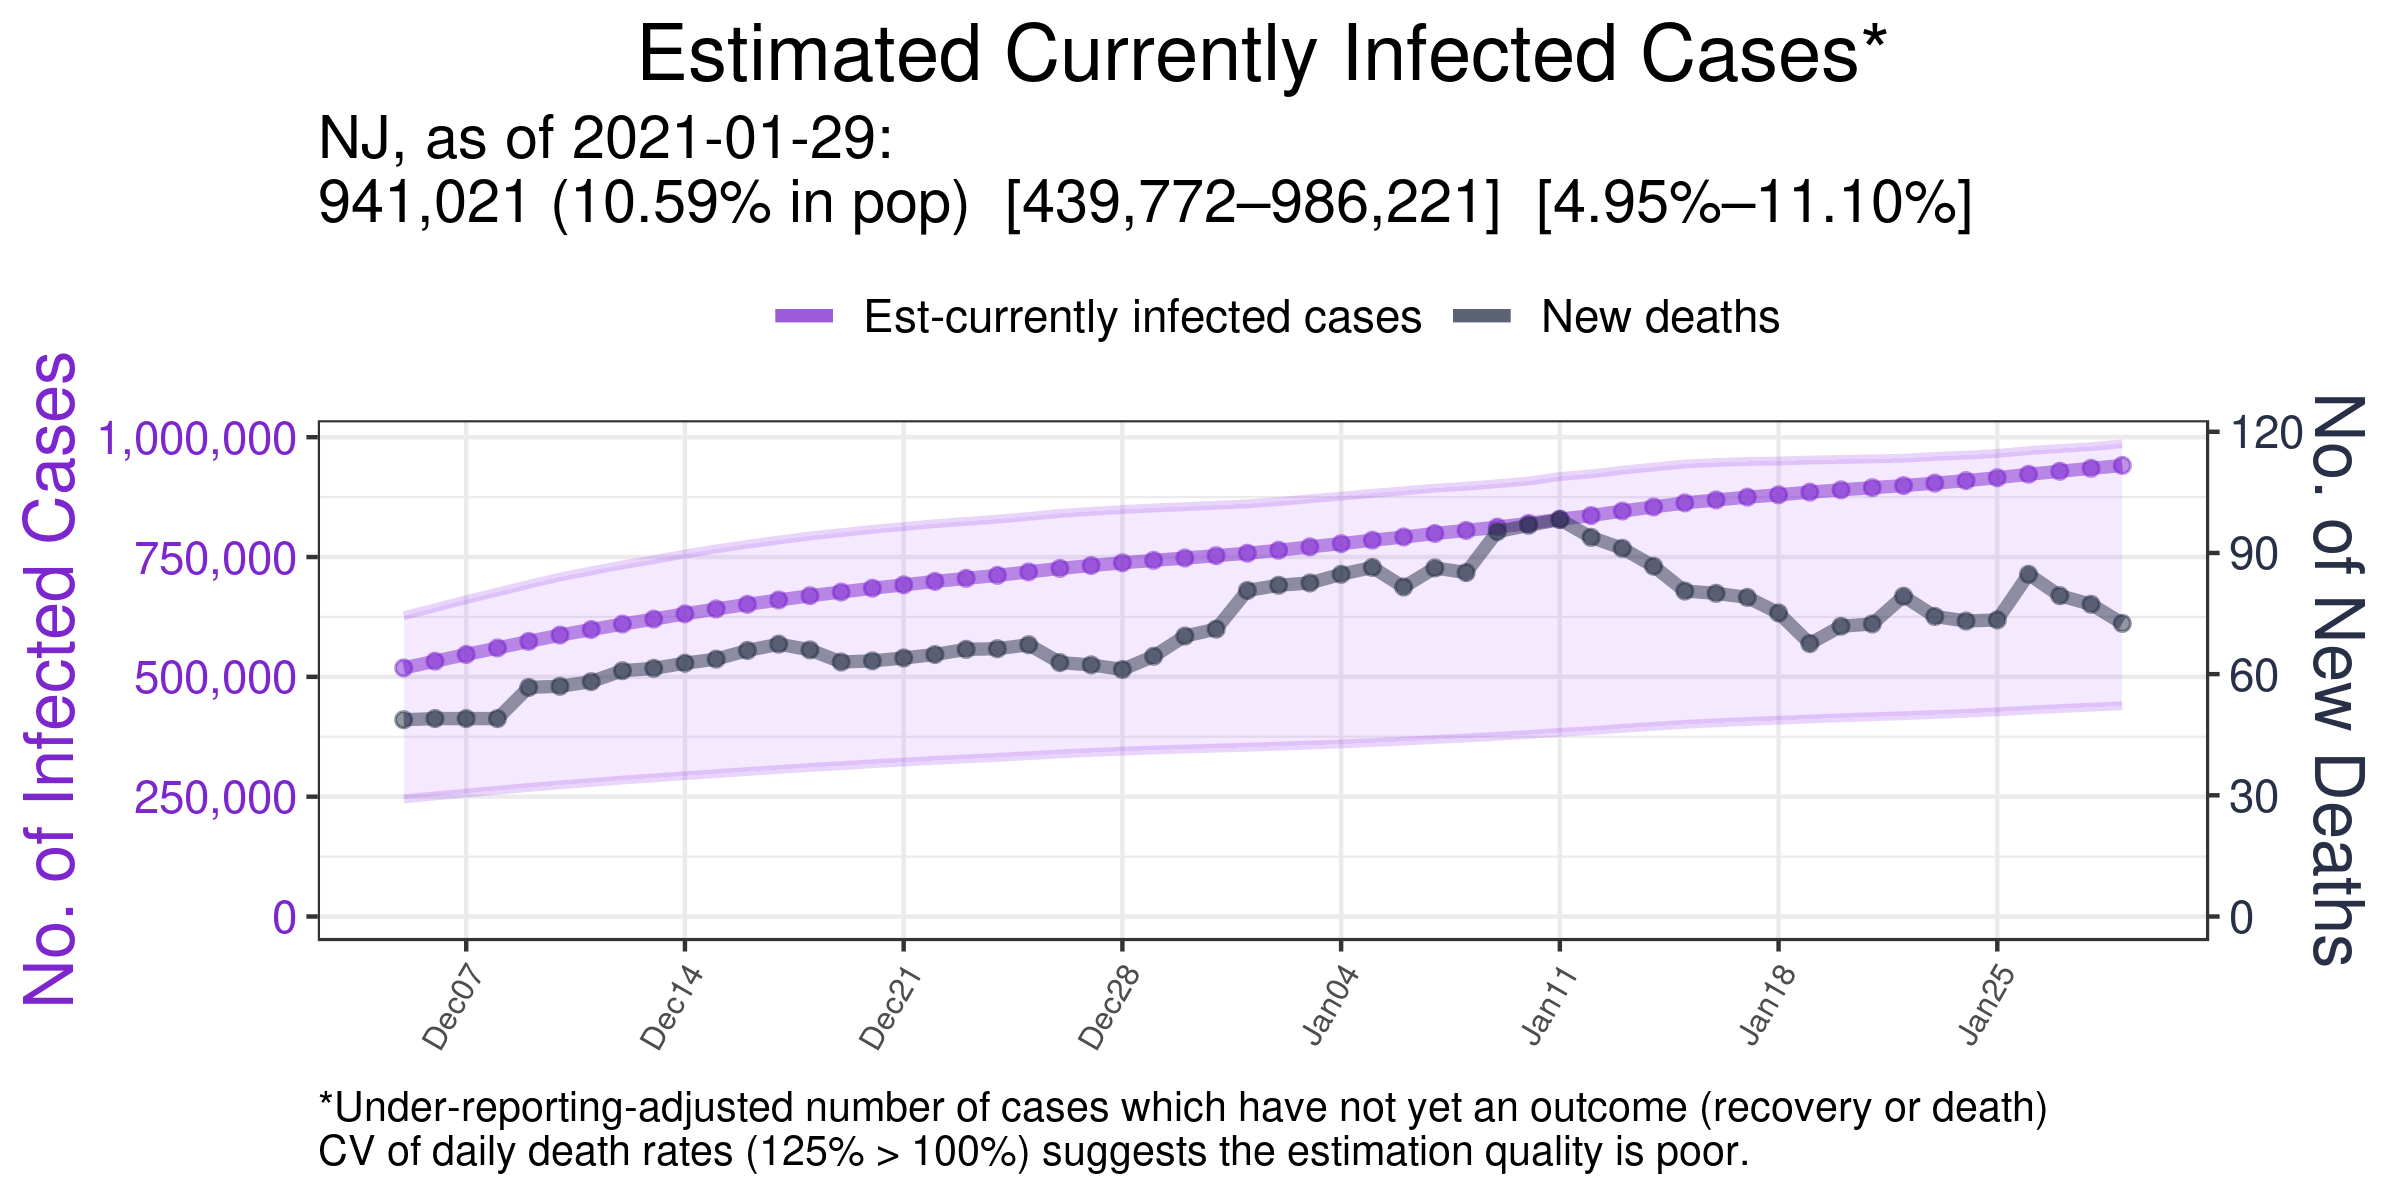 Estimated Currently Infected Cases*
NJ, as of 2021-01-29:
941,021 (10.59% in pop)  [439,772–986,221]  [4.95%–11.10%]
Est-currently infected cases
New deaths
No. of Infected Cases
1,000,000
750,000
500,000
250,000
0
120
90
60
30
0
No. of New Deaths
Dec07
Dec14
Dec21
Dec28
Jan04
Jan11
Jan18
Jan25
*Under-reporting-adjusted number of cases which have not yet an outcome (recovery or death)
CV of daily death rates (125% > 100%) suggests the estimation quality is poor.